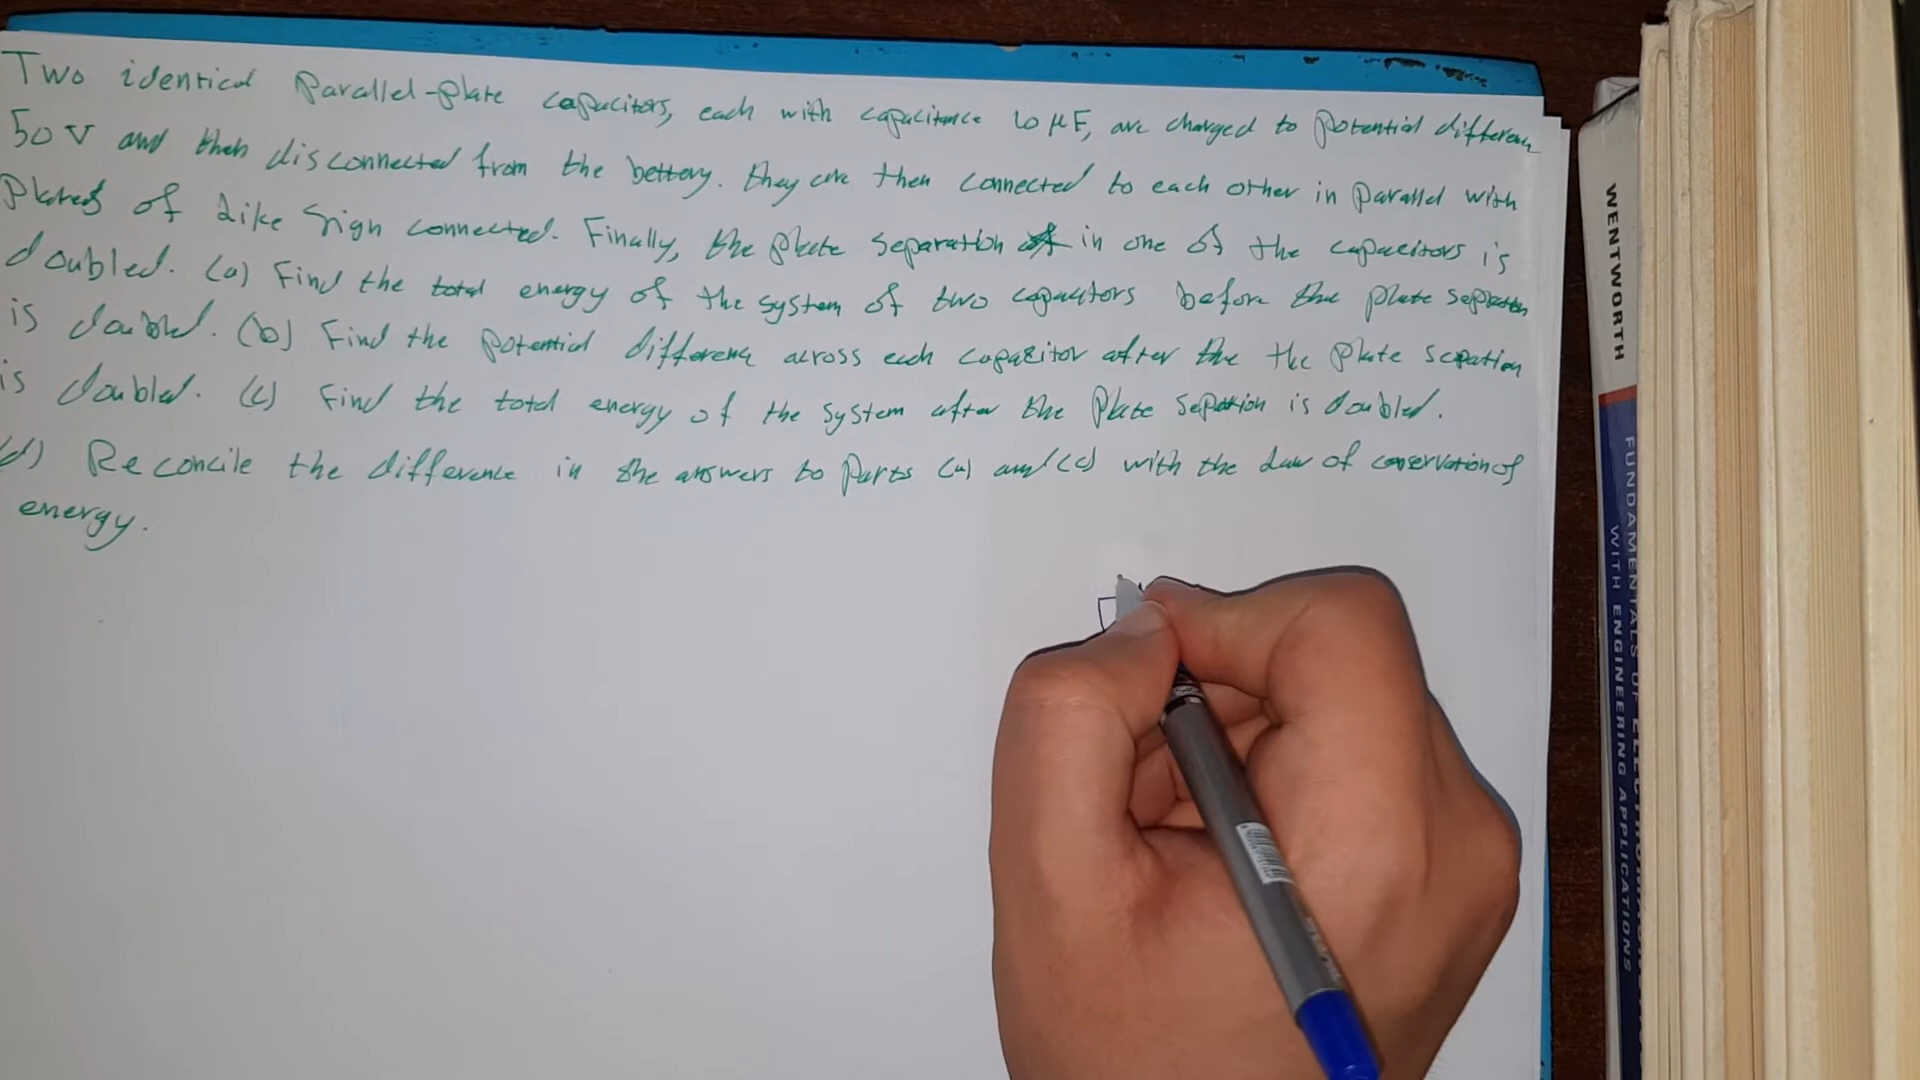 Two identical Parallel-plate capacitors, each with capacitance 10 μF, are charged to potential difference
50 V and then disconnected from the bettery. they are then connected to each other in parallel with
Plates of Like sign connected. Finally, the plate separation in one of the capacitors is
doubled. (a) Find the total energy of the system of two capacitors before the plate
is doubled. (b) Find the potential difference across each capacitor after the the plate
is doubled. (c) Find the total energy of the system after the Plate is doubled.
(d) Reconcile the difference in the answers to Parts (a) and (c) with the Law of conservation of
energy.
WENTWORTH
FUNDAMENTALS OF
WITH ENGINEERING APPLICATIONS